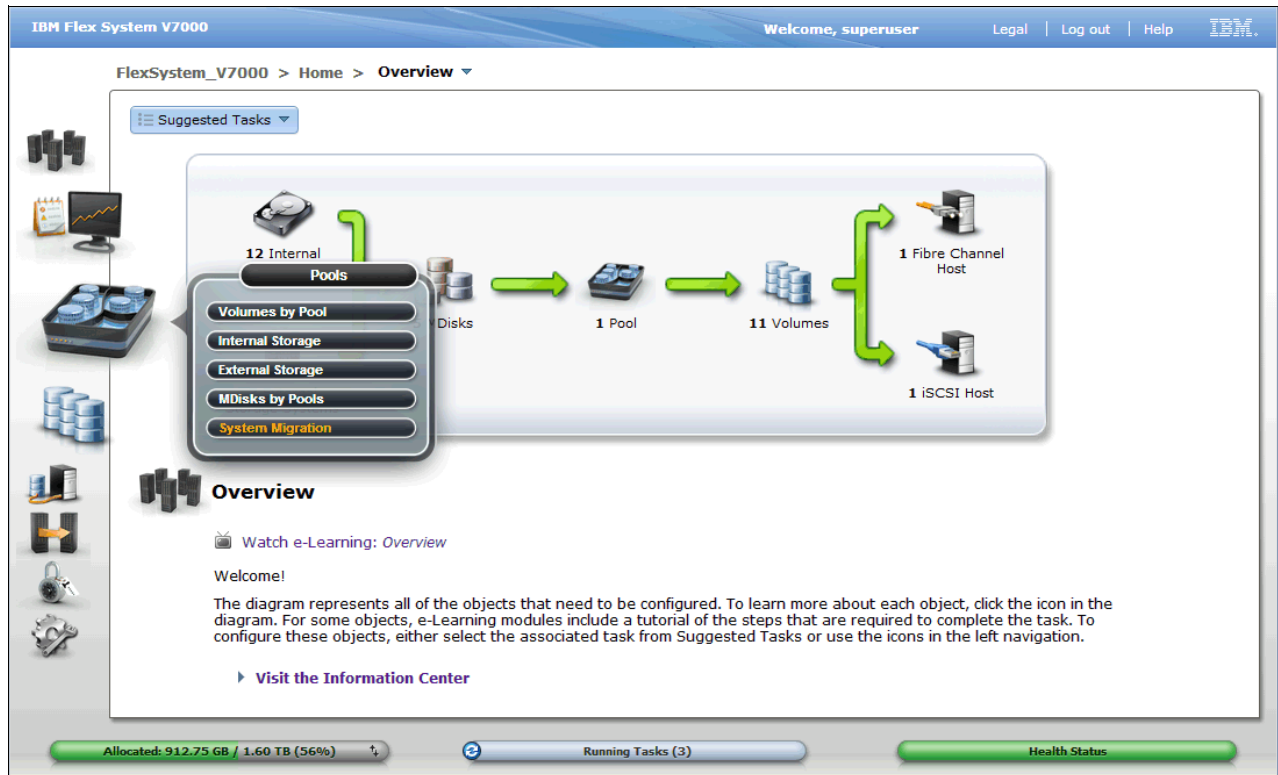 IBM Flex System V7000
Welcome, superuser
Legal | Log out | Help
IBM.
FlexSystem_V7000 > Home > Overview
Suggested Tasks
12 Internal
Pools
Volumes by Pool
Internal Storage
External Storage
MDisks by Pools
System Migration
Disks
1 Pool
11 Volumes
1 Fibre Channel
Host
1 iSCSI Host
Overview
Watch e-Learning: Overview
Welcome!
The diagram represents all of the objects that need to be configured. To learn more about each object, click the icon in the
diagram. For some objects, e-Learning modules include a tutorial of the steps that are required to complete the task. To
configure these objects, either select the associated task from Suggested Tasks or use the icons in the left navigation.
Visit the Information Center
Allocated: 912.75 GB / 1.60 TB (56%)
Running Tasks (3)
Health Status